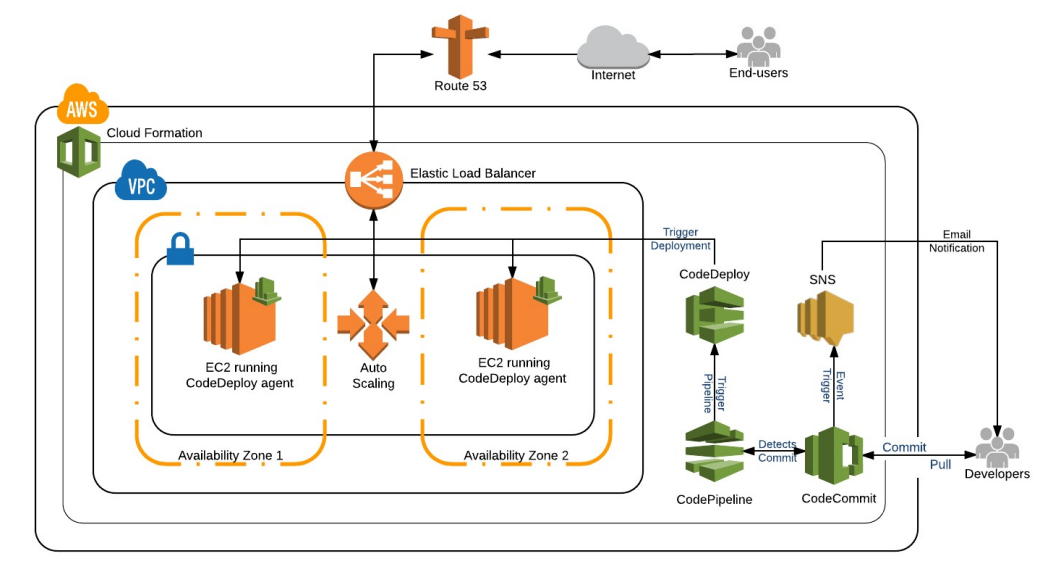 Route 53
Internet
End-users
AWS
Cloud Formation
VPC
Elastic Load Balancer
Trigger
Deployment
Email
Notification
CodeDeploy
SNS
EC2 running
CodeDeploy agent
Auto
Scaling
EC2 running
CodeDeploy agent
Trigger
Pipeline
Event
Trigger
Availability Zone 1
Availability Zone 2
Detects
Commit
Commit
Pull
Developers
CodePipeline
CodeCommit